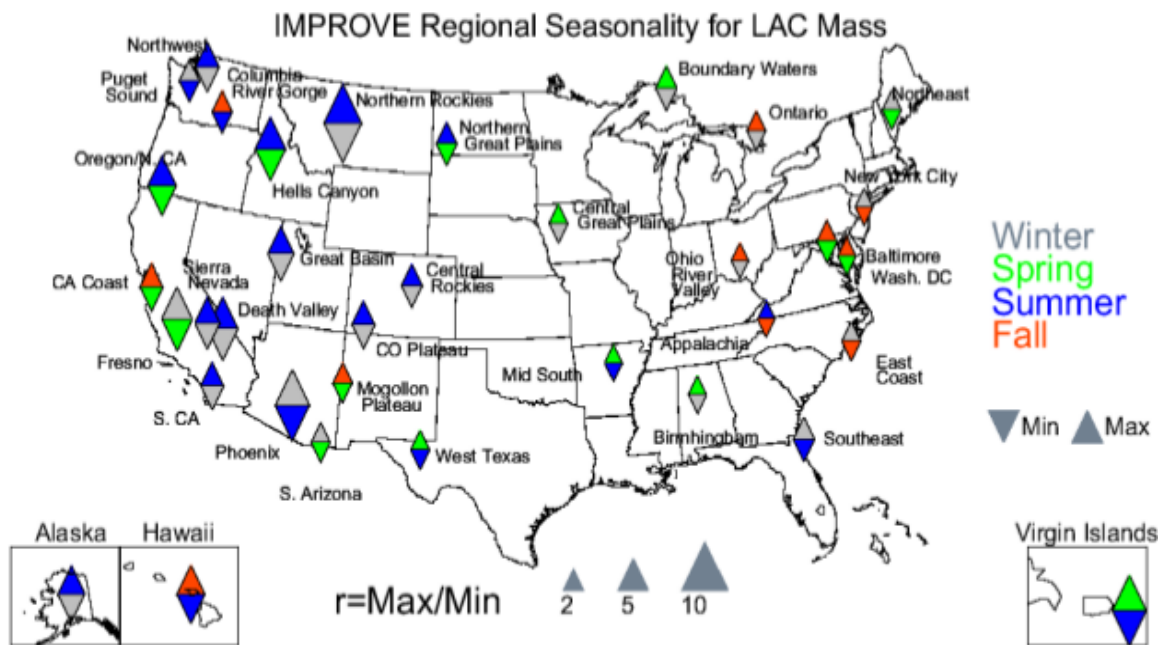 IMPROVE Regional Seasonality for LAC Mass
Northwest
Puget
Sound
Columbia
River Gorge
Northern Rockies
Boundary Waters
Northeast
Ontario
Northern
Great Plains
Oregon/N. CA
Hells Canyon
New York City
Central
Great Plains
CA Coast
Sierra
Nevada
Great Basin
Central
Rockies
Ohio
River
Valley
Baltimore
Wash. DC
Death Valley
CO Plateau
Appalachia
East
Coast
Fresno
Mid South
S. CA
Mogollon
Plateau
Birmhingham
Southeast
Phoenix
West Texas
S. Arizona
Winter
Spring
Summer
Fall
Min
Max
Alaska
Hawaii
Virgin Islands
r=Max/Min
2
5
10